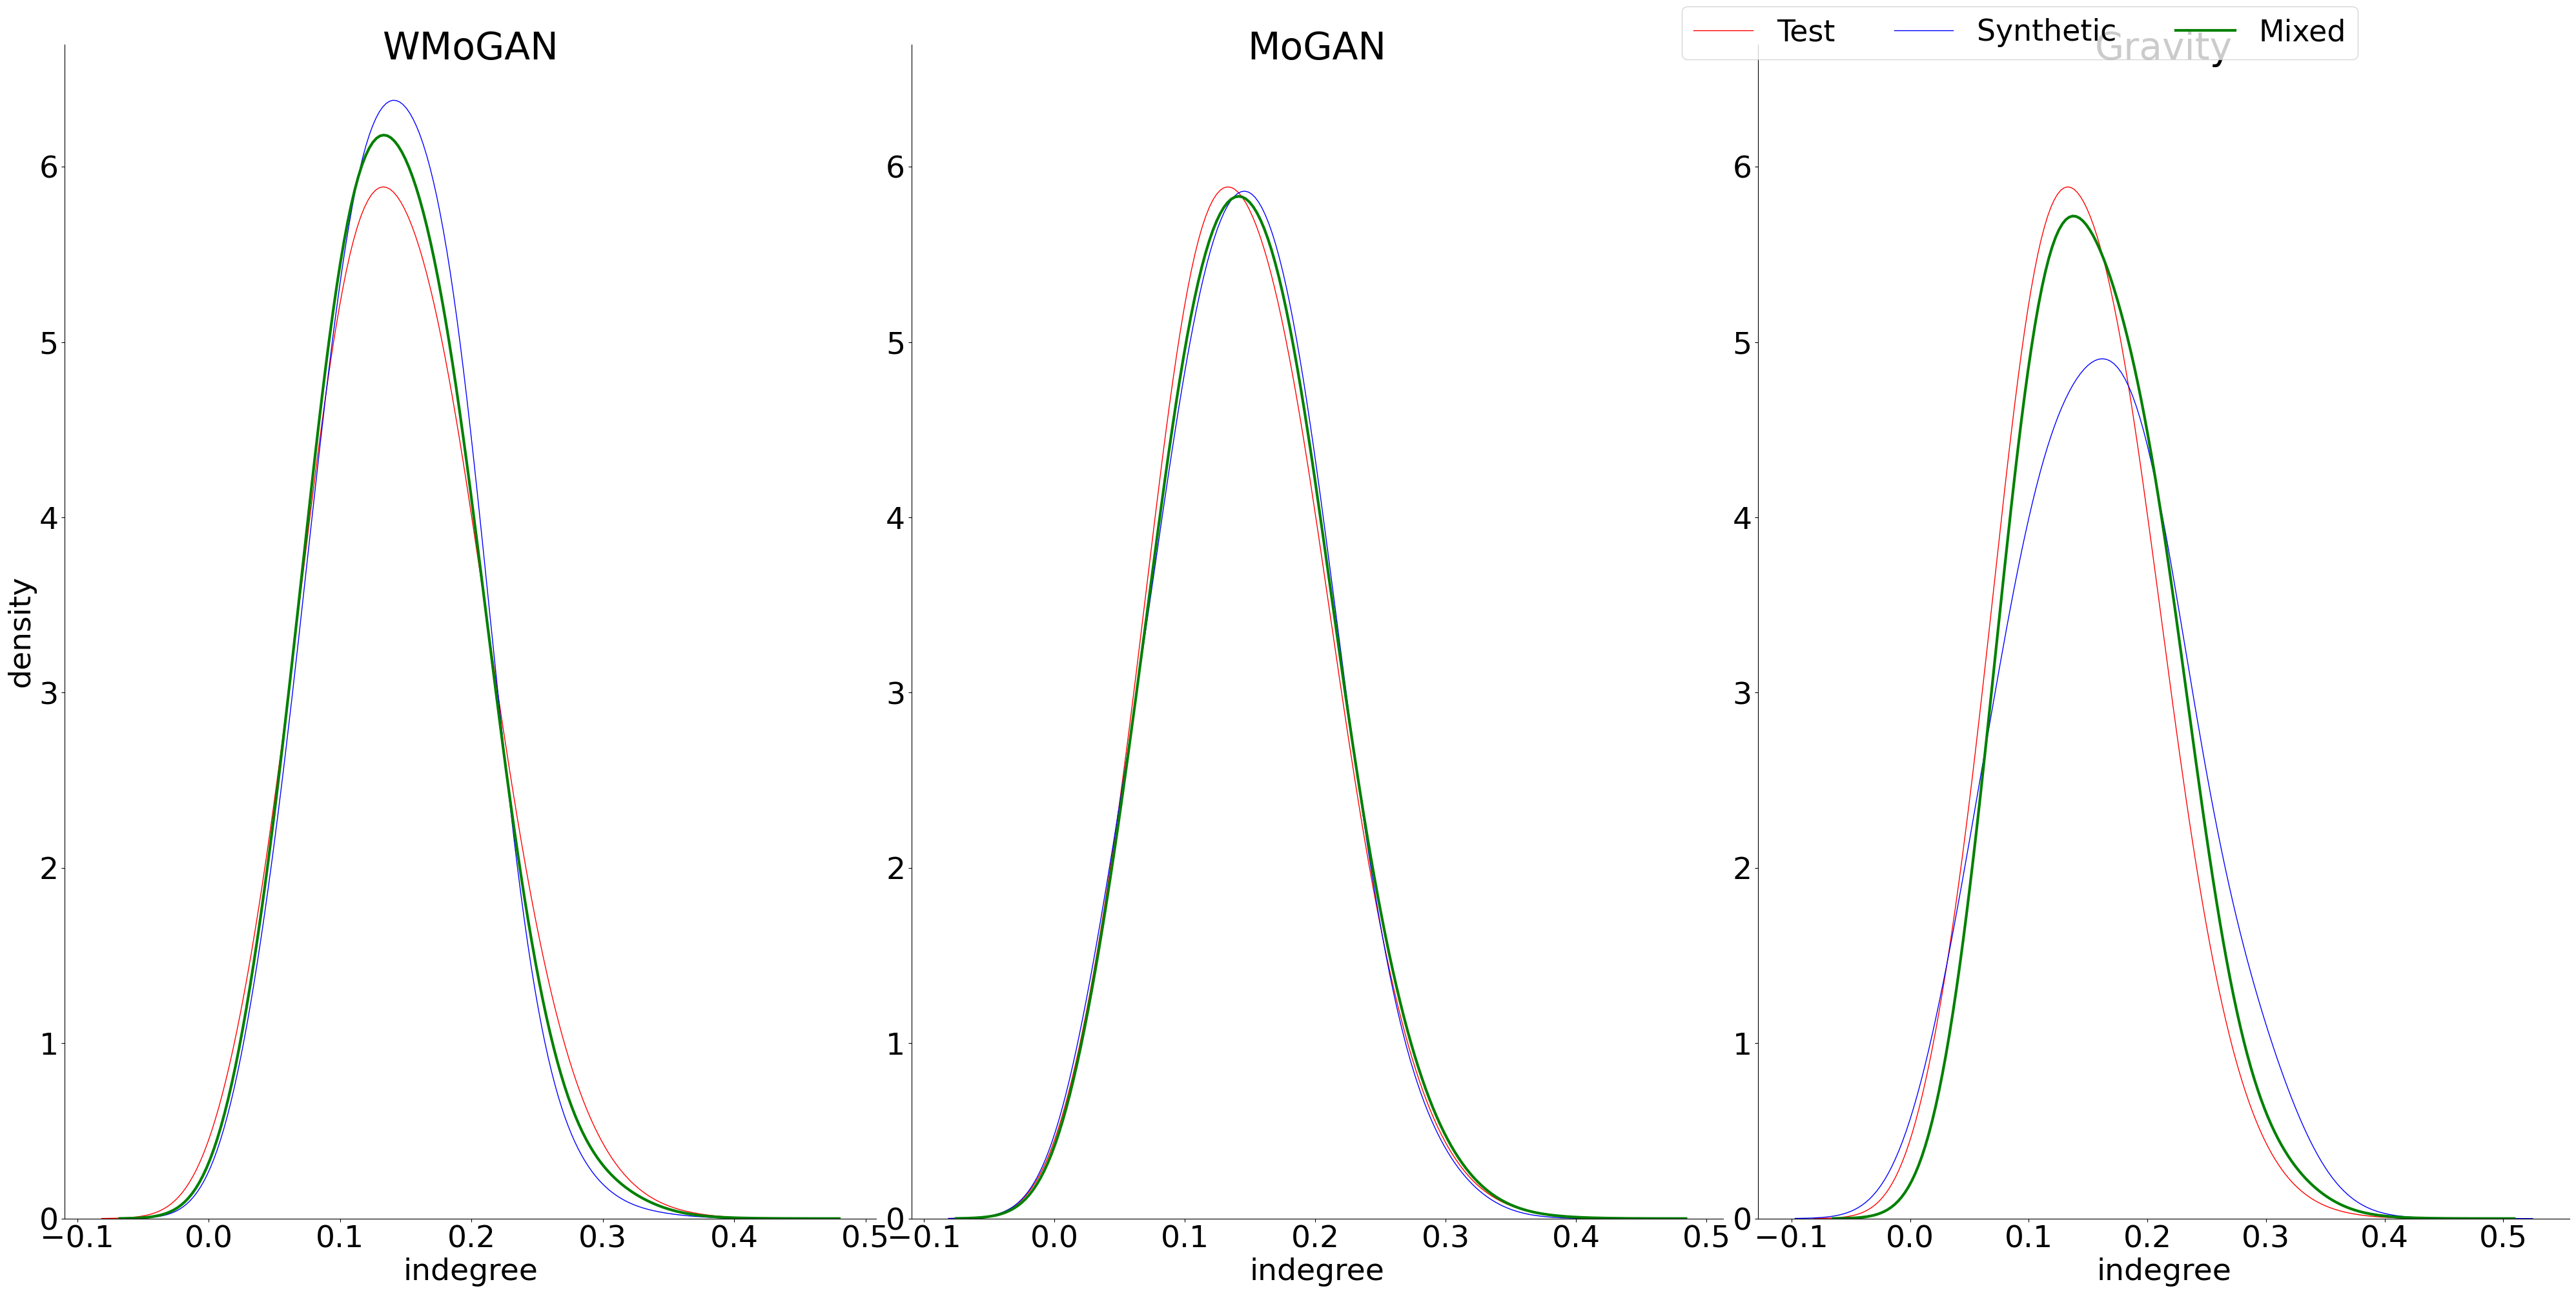 Test Synthetic Mixed
WMoGAN MoGAN Gravity
6 6 6
5 5 5
4 4 4
density
3 3 3
2 2 2
1 1 1
0 0 0
−0.1 0.0 0.1 0.2 0.3 0.4 0.5 −0.1 0.0 0.1 0.2 0.3 0.4 0.5 −0.1 0.0 0.1 0.2 0.3 0.4 0.5
indegree indegree indegree